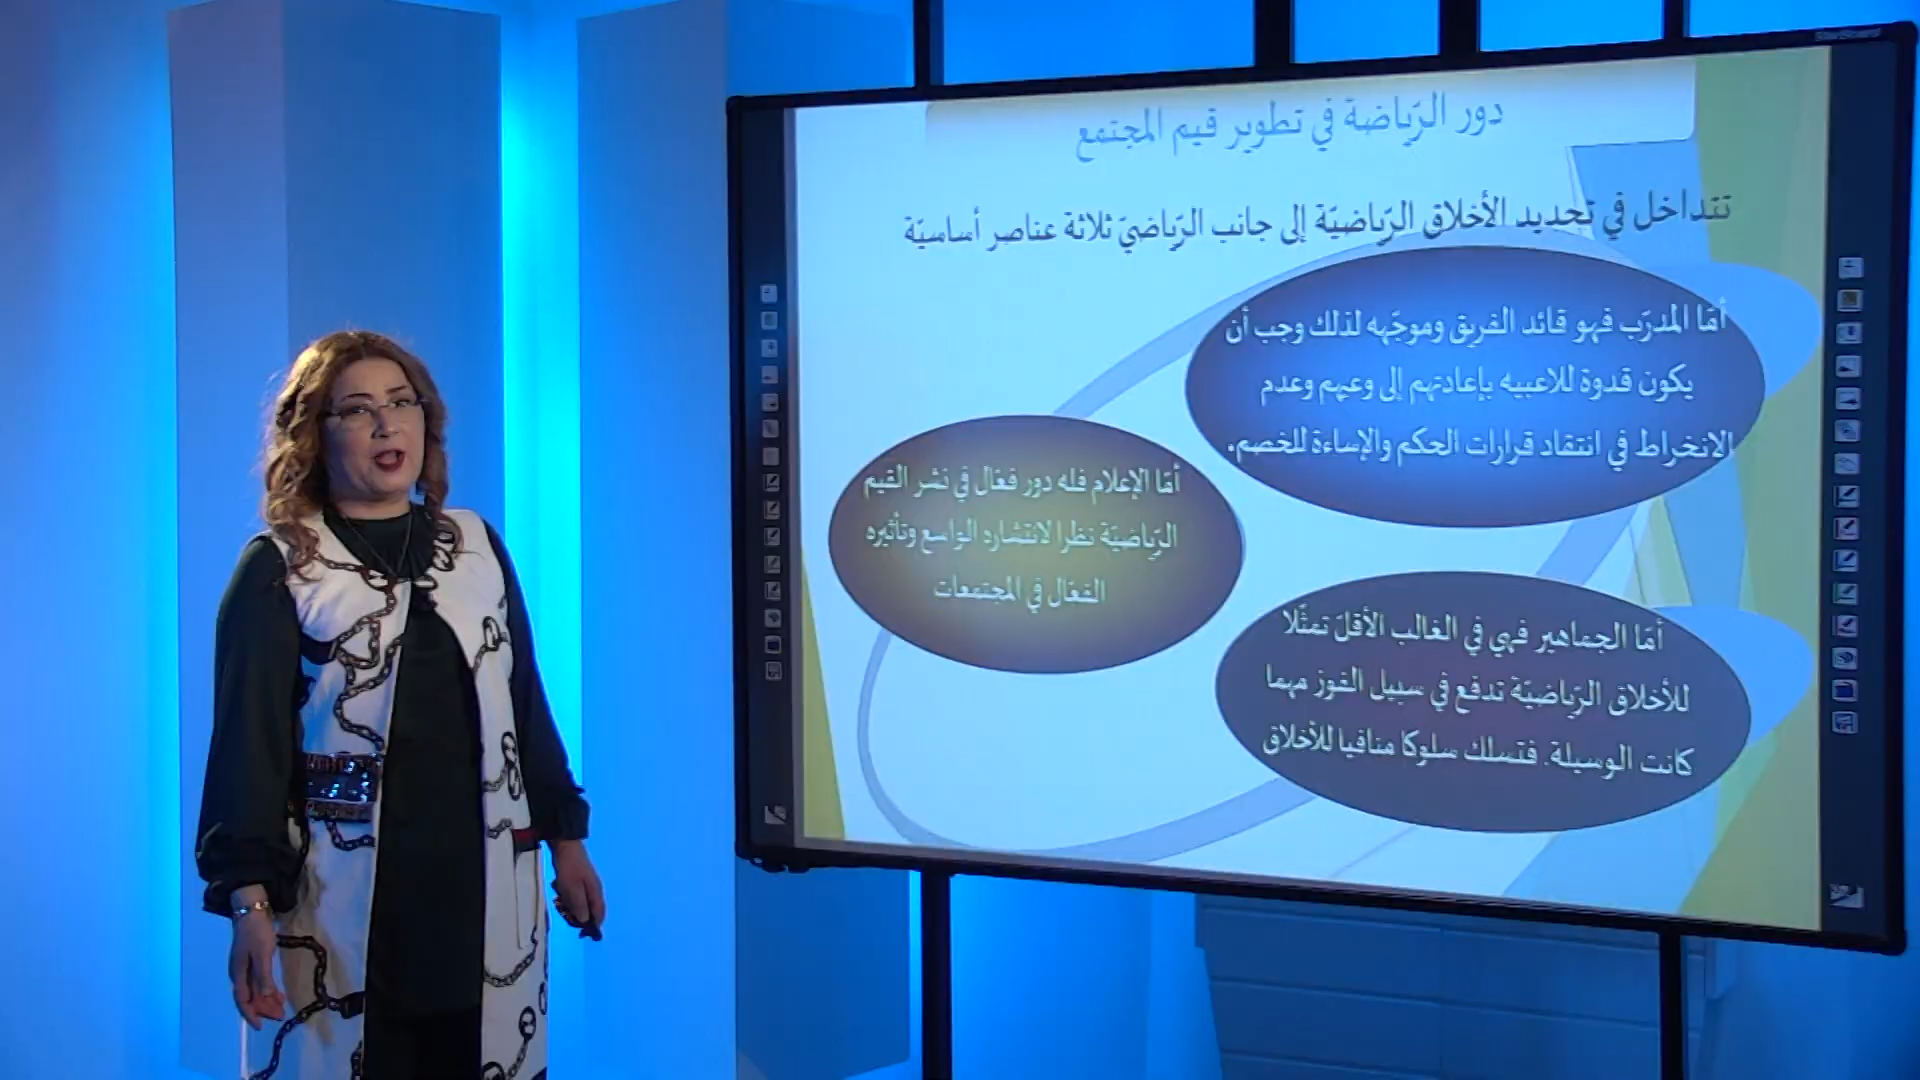 دور الرّياضة في تطوير قيم المجتمع
تتداخل في تحديد الأخلاق الرّياضيّة إلى جانب الرّياضيّ ثلاثة عناصر أساسيّة
أمّا المدرّب فهو قائد الفريق وموجّهه لذلك وجب أن
يكون قدوة للاعبيه بإعادتهم إلى وعيهم وعدم
الانخراط في انتقاد قرارات الحكم والإساءة للخصم.
أمّا الإعلام فله دور فعّال في نشر القيم
الرّياضيّة نظرا لانتشاره الواسع وتأثيره
الفعّال في المجتمعات
أمّا الجماهير فهي في الغالب الأقلّ تمثّلا
للأخلاق الرّياضيّة تدفع في سبيل الفوز مهما
كانت الوسيلة. فتسلك سلوكا منافيا للأخلاق